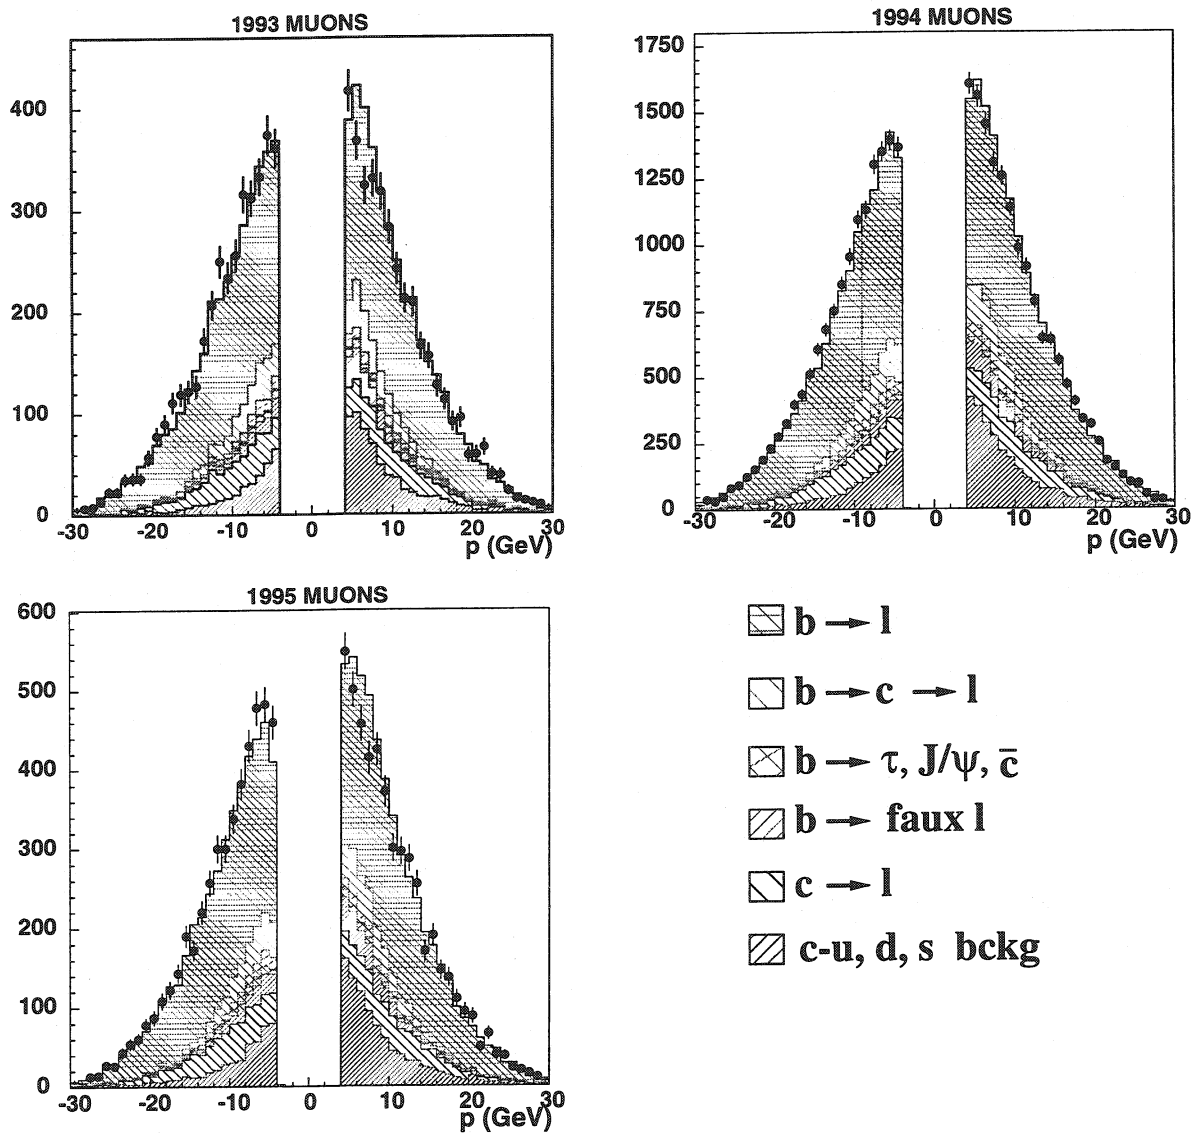 1993 MUONS
400
300
200
100
0
-30 -20 -10 0 10 20 30
p (GeV)
1994 MUONS
1750
1500
1250
1000
750
500
250
0
-30 -20 -10 0 10 20 30
p (GeV)
1995 MUONS
600
500
400
300
200
100
0
-30 -20 -10 0 10 20 30
p (GeV)
b → l
b → c → l
b → τ, J/ψ, c̄
b → faux l
c → l
c-u, d, s bckg